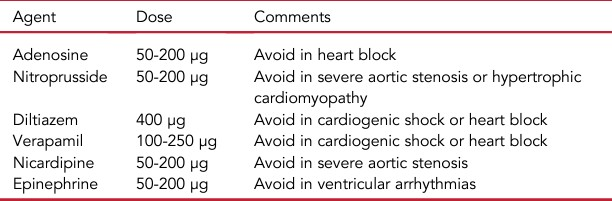 Agent Dose Comments
Adenosine 50-200 µg Avoid in heart block
Nitroprusside 50-200 µg Avoid in severe aortic stenosis or hypertrophic
cardiomyopathy
Diltiazem 400 µg Avoid in cardiogenic shock or heart block
Verapamil 100-250 µg Avoid in cardiogenic shock or heart block
Nicardipine 50-200 µg Avoid in severe aortic stenosis
Epinephrine 50-200 µg Avoid in ventricular arrhythmias